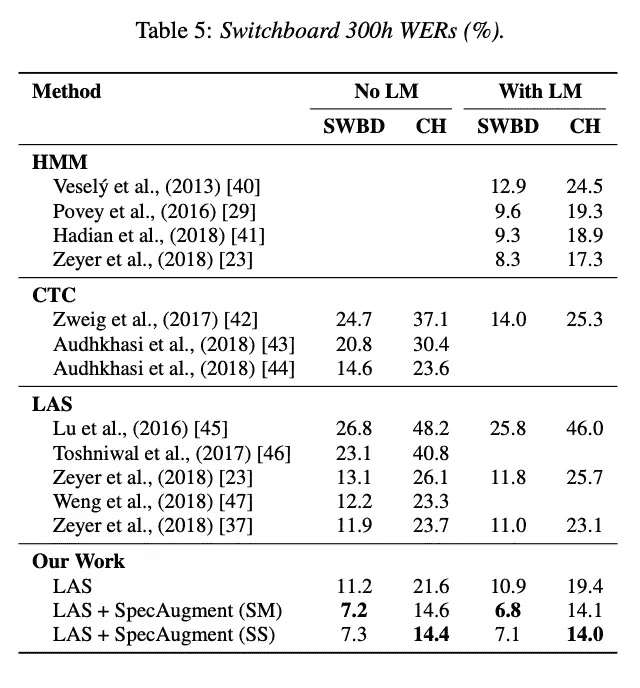 Table 5: Switchboard 300h WERs (%).
Method No LM With LM
SWBD CH SWBD CH
HMM
Veselý et al., (2013) [40] 12.9 24.5
Povey et al., (2016) [29] 9.6 19.3
Hadian et al., (2018) [41] 9.3 18.9
Zeyer et al., (2018) [23] 8.3 17.3
CTC
Zweig et al., (2017) [42] 24.7 37.1 14.0 25.3
Audhkhasi et al., (2018) [43] 20.8 30.4
Audhkhasi et al., (2018) [44] 14.6 23.6
LAS
Lu et al., (2016) [45] 26.8 48.2 25.8 46.0
Toshniwal et al., (2017) [46] 23.1 40.8
Zeyer et al., (2018) [23] 13.1 26.1 11.8 25.7
Weng et al., (2018) [47] 12.2 23.3
Zeyer et al., (2018) [37] 11.9 23.7 11.0 23.1
Our Work
LAS 11.2 21.6 10.9 19.4
LAS + SpecAugment (SM) 7.2 14.6 6.8 14.1
LAS + SpecAugment (SS) 7.3 14.4 7.1 14.0